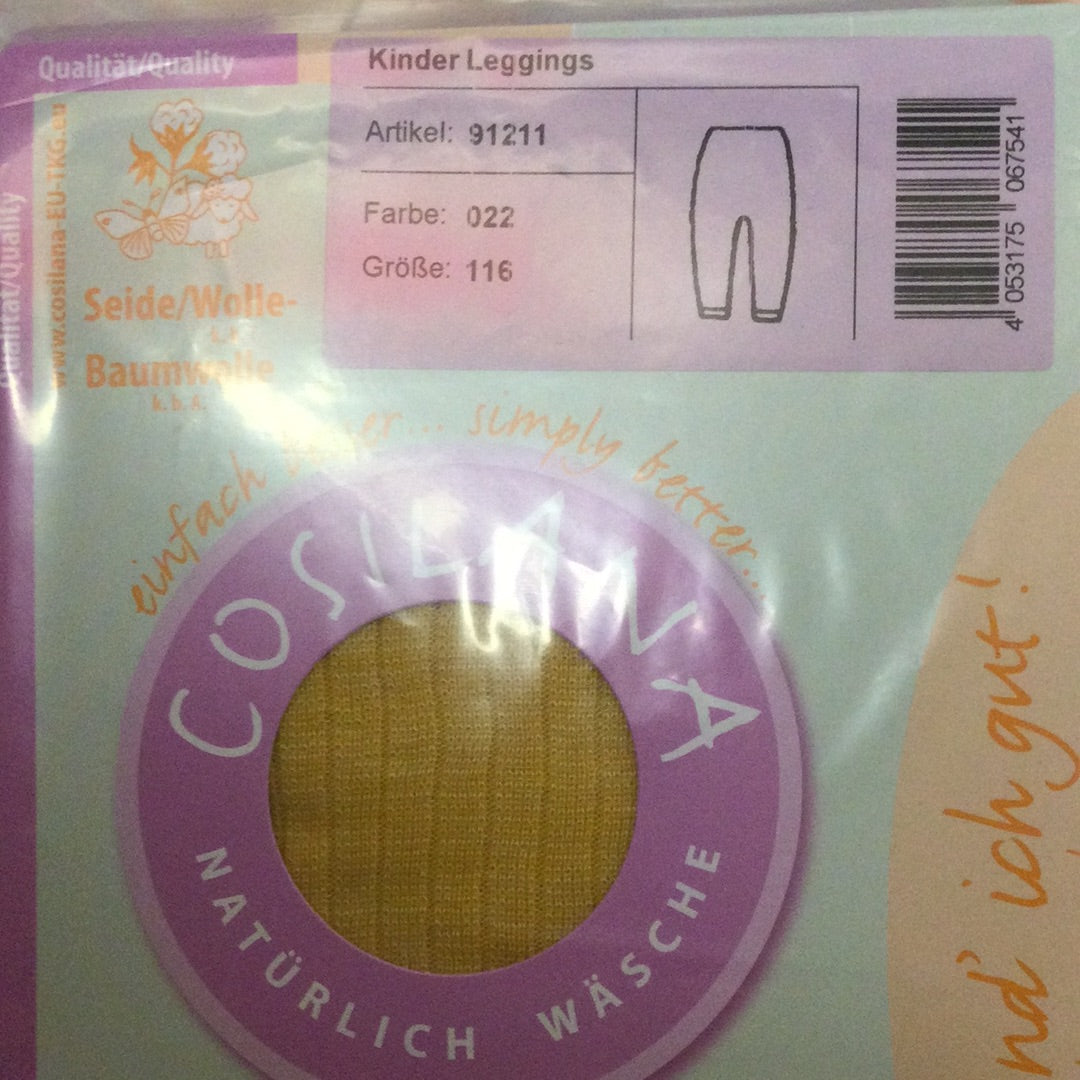 Qualität/Quality
Kinder Leggings
Artikel: 91211
Farbe: 022
Größe: 116
4 053175 067541
Qualität/Quality
www.cosilana-EU-TKG.eu
Seide/Wolle-
Baumwolle
k.b.A.
einfach ... simply better...
COSILANA
NATÜRLICH WÄSCHE
ich gut!